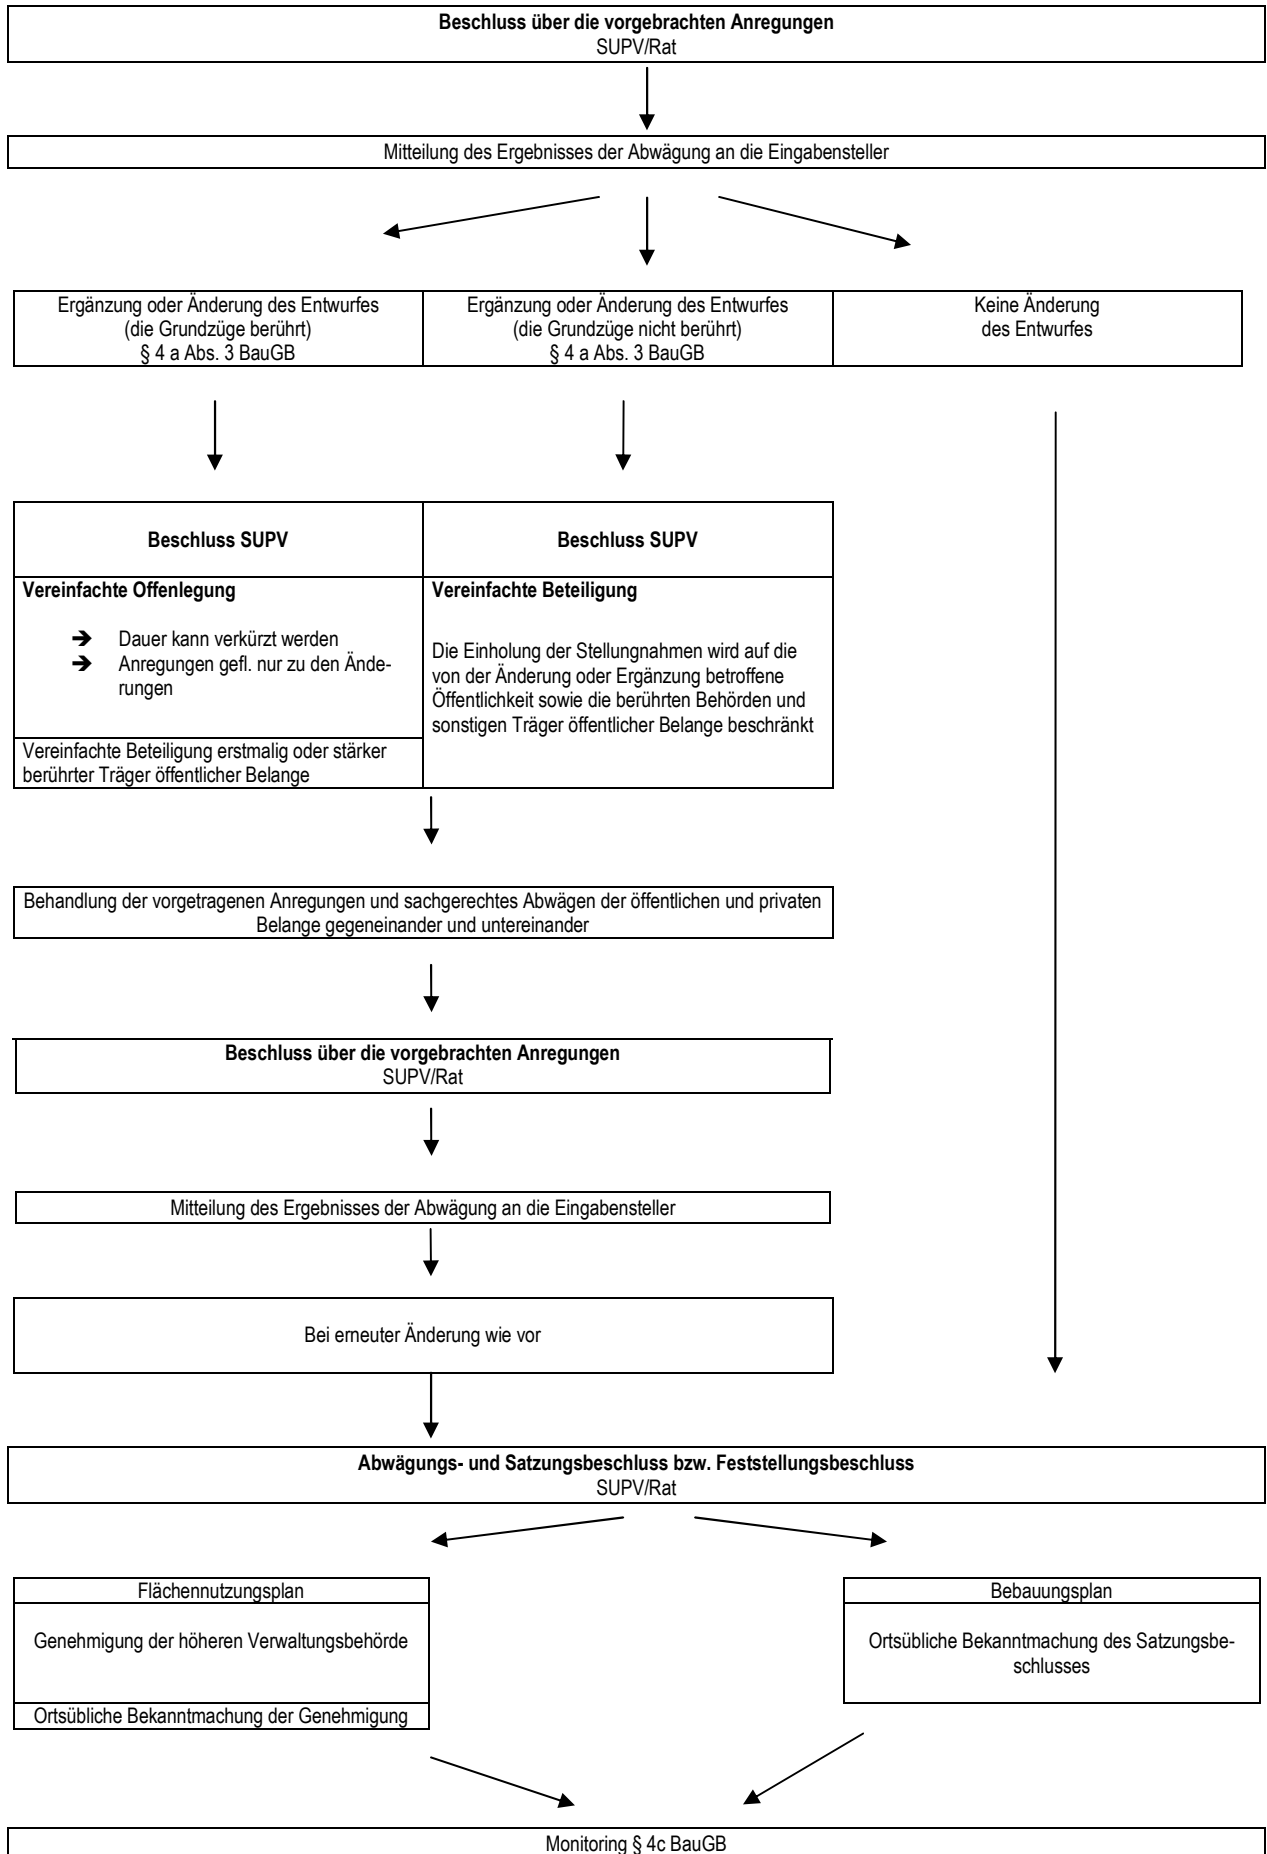 Beschluss über die vorgebrachten Anregungen
SUPV/Rat
Mitteilung des Ergebnisses der Abwägung an die Eingabensteller
Ergänzung oder Änderung des Entwurfes
(die Grundzüge berührt)
§ 4 a Abs. 3 BauGB
Ergänzung oder Änderung des Entwurfes
(die Grundzüge nicht berührt)
§ 4 a Abs. 3 BauGB
Keine Änderung
des Entwurfes
Beschluss SUPV
Beschluss SUPV
Vereinfachte Offenlegung
➔ Dauer kann verkürzt werden
➔ Anregungen gefl. nur zu den Ände-
rungen
Vereinfachte Beteiligung erstmalig oder stärker
berührter Träger öffentlicher Belange
Vereinfachte Beteiligung
Die Einholung der Stellungnahmen wird auf die
von der Änderung oder Ergänzung betroffene
Öffentlichkeit sowie die berührten Behörden und
sonstigen Träger öffentlicher Belange beschränkt
Behandlung der vorgetragenen Anregungen und sachgerechtes Abwägen der öffentlichen und privaten
Belange gegeneinander und untereinander
Beschluss über die vorgebrachten Anregungen
SUPV/Rat
Mitteilung des Ergebnisses der Abwägung an die Eingabensteller
Bei erneuter Änderung wie vor
Abwägungs- und Satzungsbeschluss bzw. Feststellungsbeschluss
SUPV/Rat
Flächennutzungsplan
Genehmigung der höheren Verwaltungsbehörde
Ortsübliche Bekanntmachung der Genehmigung
Bebauungsplan
Ortsübliche Bekanntmachung des Satzungsbe-
schlusses
Monitoring § 4c BauGB